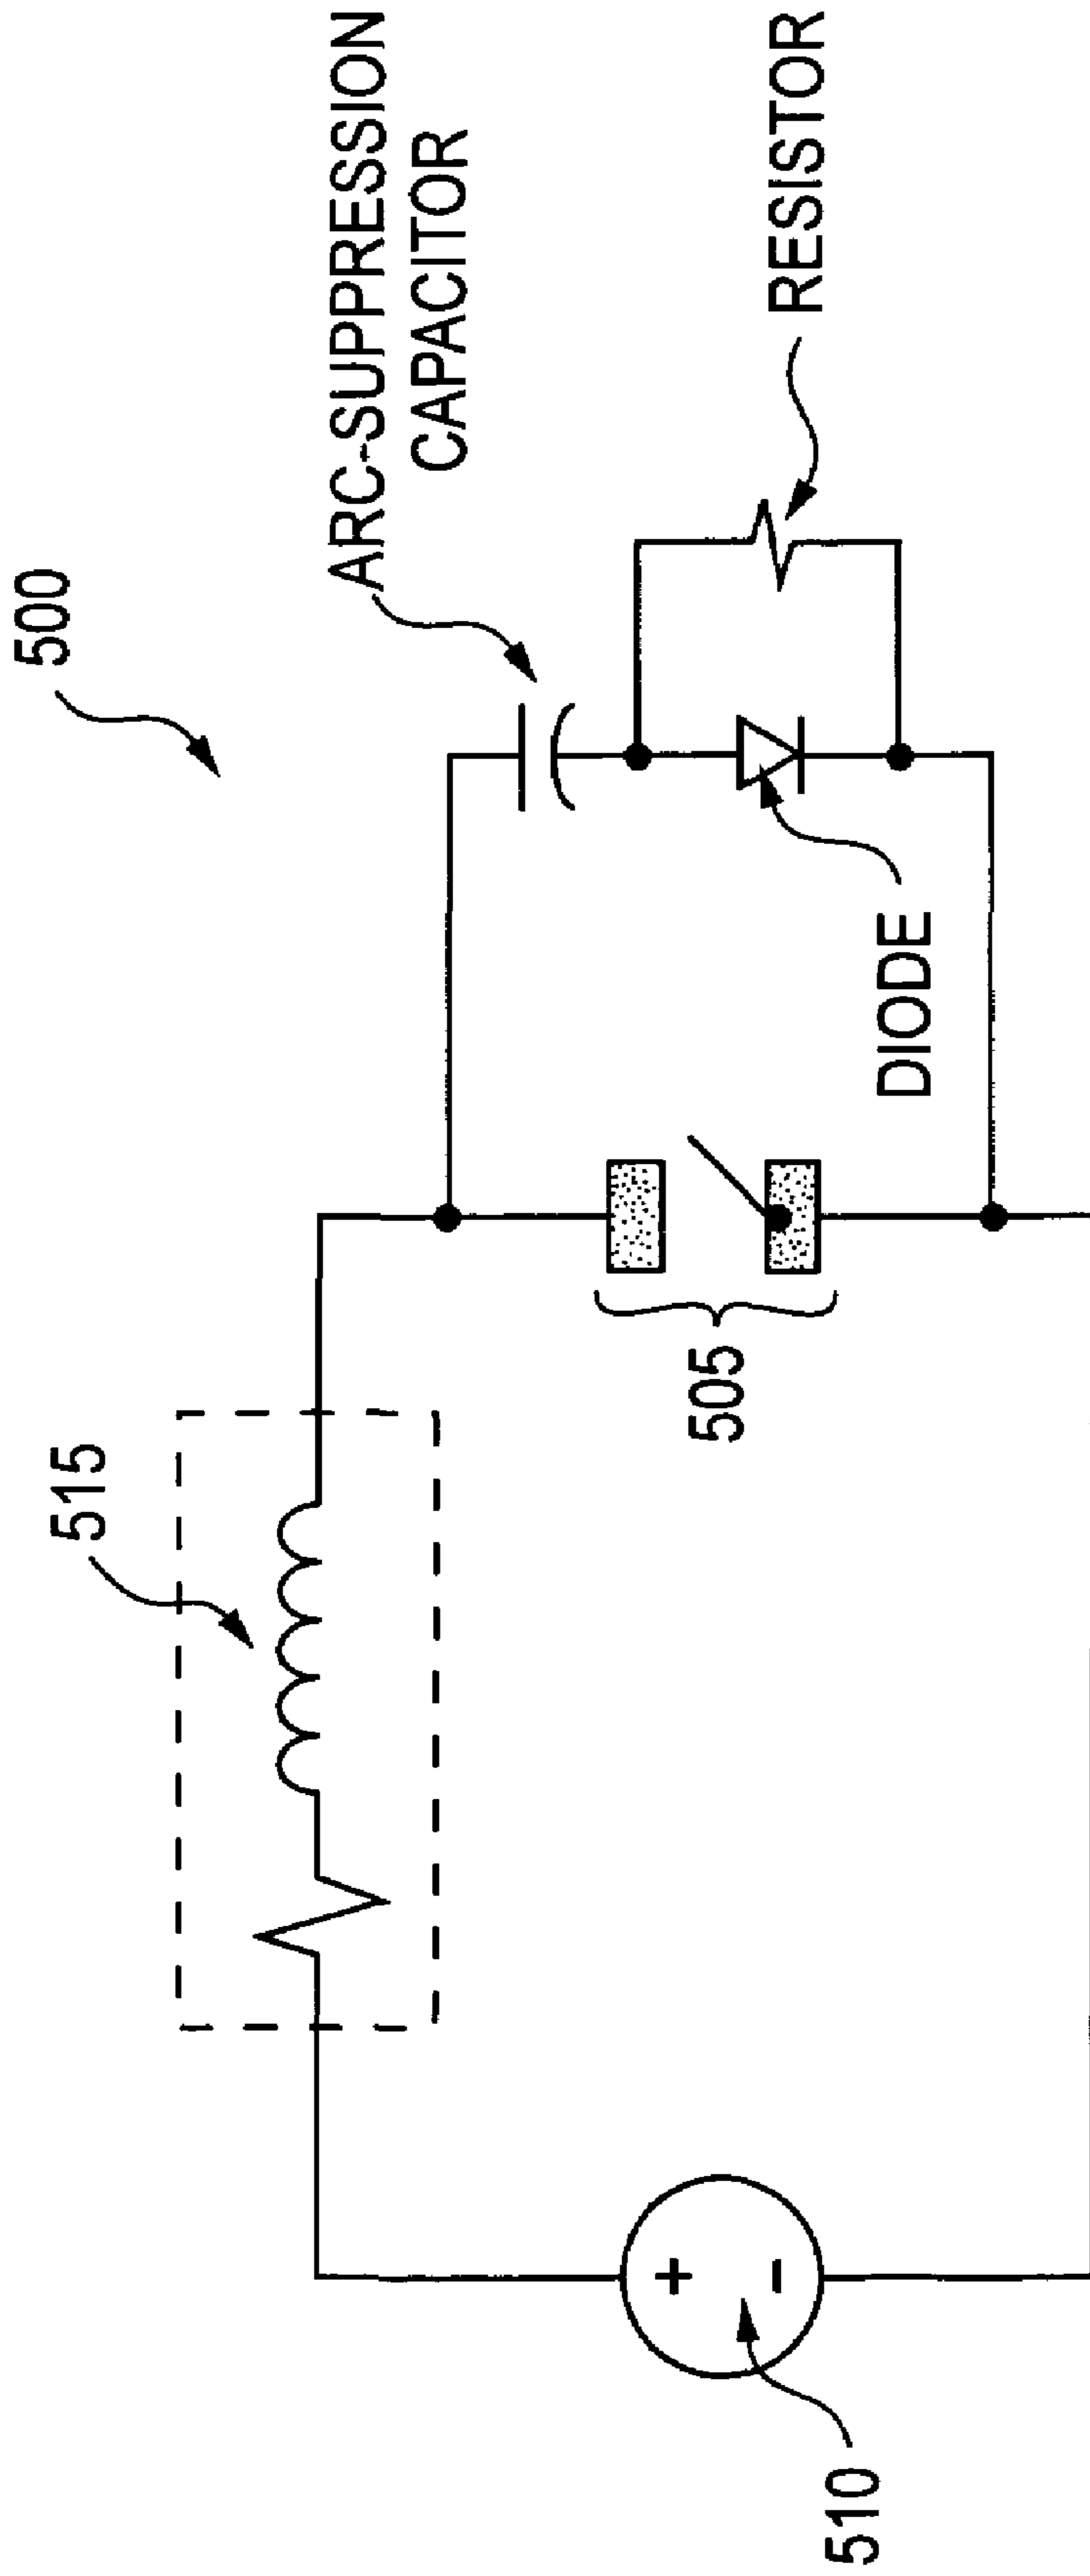 500
ARC-SUPPRESSION
CAPACITOR
RESISTOR
DIODE
515
505
+
-
510